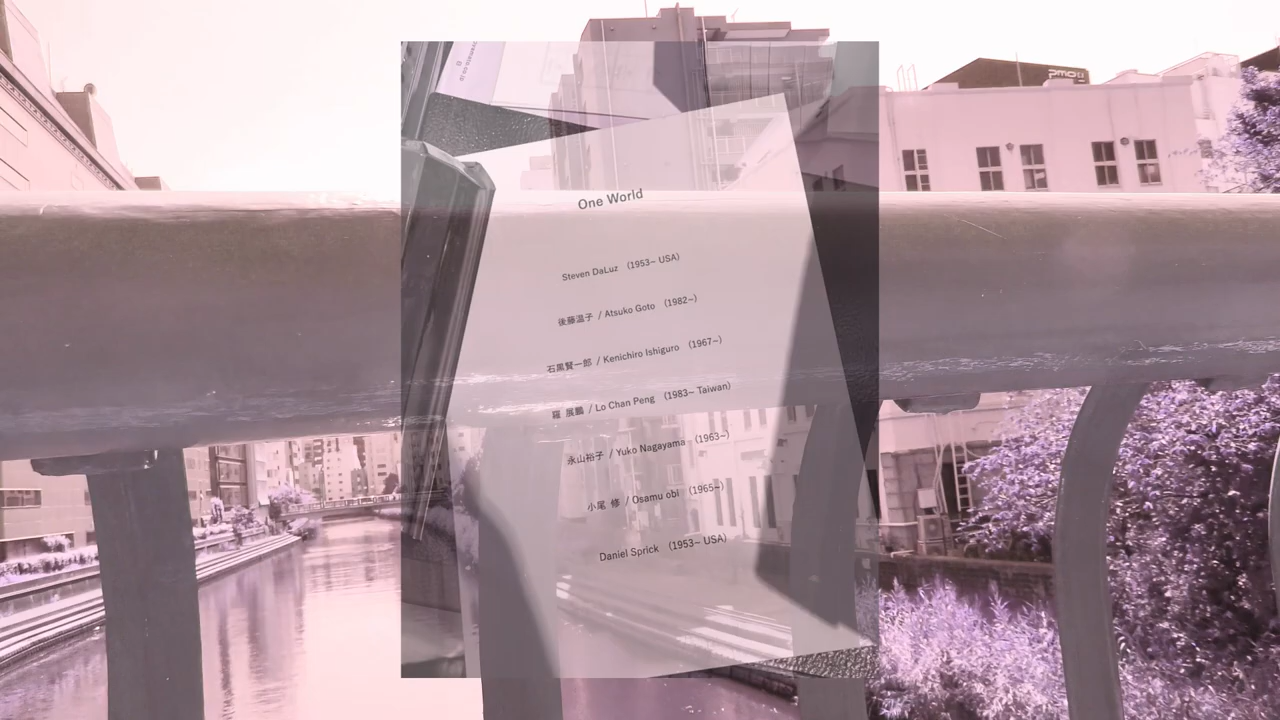 pmo
One World
Steven DaLuz （1953– USA)
後藤温子 / Atsuko Goto （1982–)
石黒賢一郎 / Kenichiro Ishiguro （1967–)
羅 展鵬 / Lo Chan Peng （1983– Taiwan)
永山裕子 / Yuko Nagayama （1963–)
小尾 修 / Osamu obi （1965–)
Daniel Sprick （1953– USA)